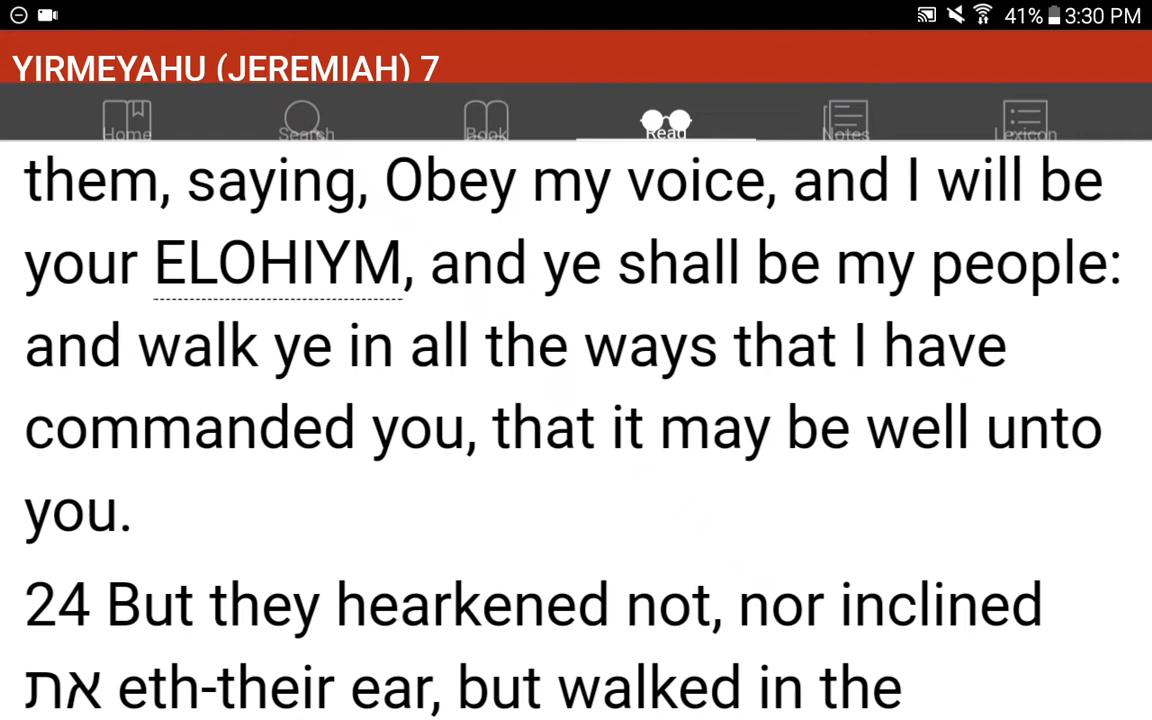 41% 3:30 PM
YIRMEYAHU (JEREMIAH) 7
Home Search Book Read Notes Lexicon
them, saying, Obey my voice, and I will be
your ELOHIYM, and ye shall be my people:
and walk ye in all the ways that I have
commanded you, that it may be well unto
you.
24 But they hearkened not, nor inclined
את eth-their ear, but walked in the